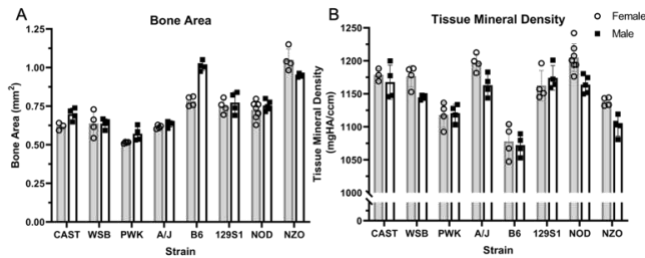 A
Bone Area
Bone Area (mm²)
1.25
1.00
0.75
0.50
0.25
0.00
CAST WSB PWK A/J B6 129S1 NOD NZO
Strain
B
Tissue Mineral Density
Female
Male
Tissue Mineral Density
(mgHA/ccm)
1250
1200
1150
1100
1050
1000
0
CAST WSB PWK A/J B6 129S1 NOD NZO
Strain